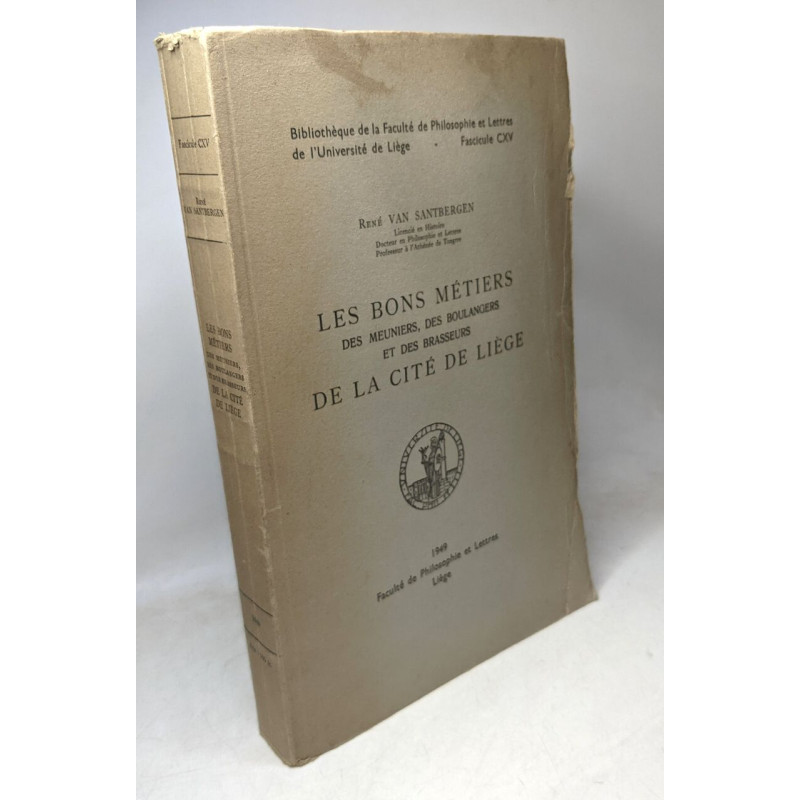 Bibliothèque de la Faculté de Philosophie et Lettres
de l'Université de Liège - Fascicule CXV
René VAN SANTBERGEN
Licencié en Histoire
Docteur en Philosophie et Lettres
Professeur à l'Athénée de Tongres
LES BONS MÉTIERS
DES MEUNIERS, DES BOULANGERS
ET DES BRASSEURS
DE LA CITÉ DE LIÈGE
1949
Faculté de Philosophie et Lettres
Liège
Fascicule CXV
René
VAN SANTBERGEN
LES BONS
MÉTIERS
DES MEUNIERS,
DES BOULANGERS
ET DES BRASSEURS
DE LA CITÉ
DE LIÈGE